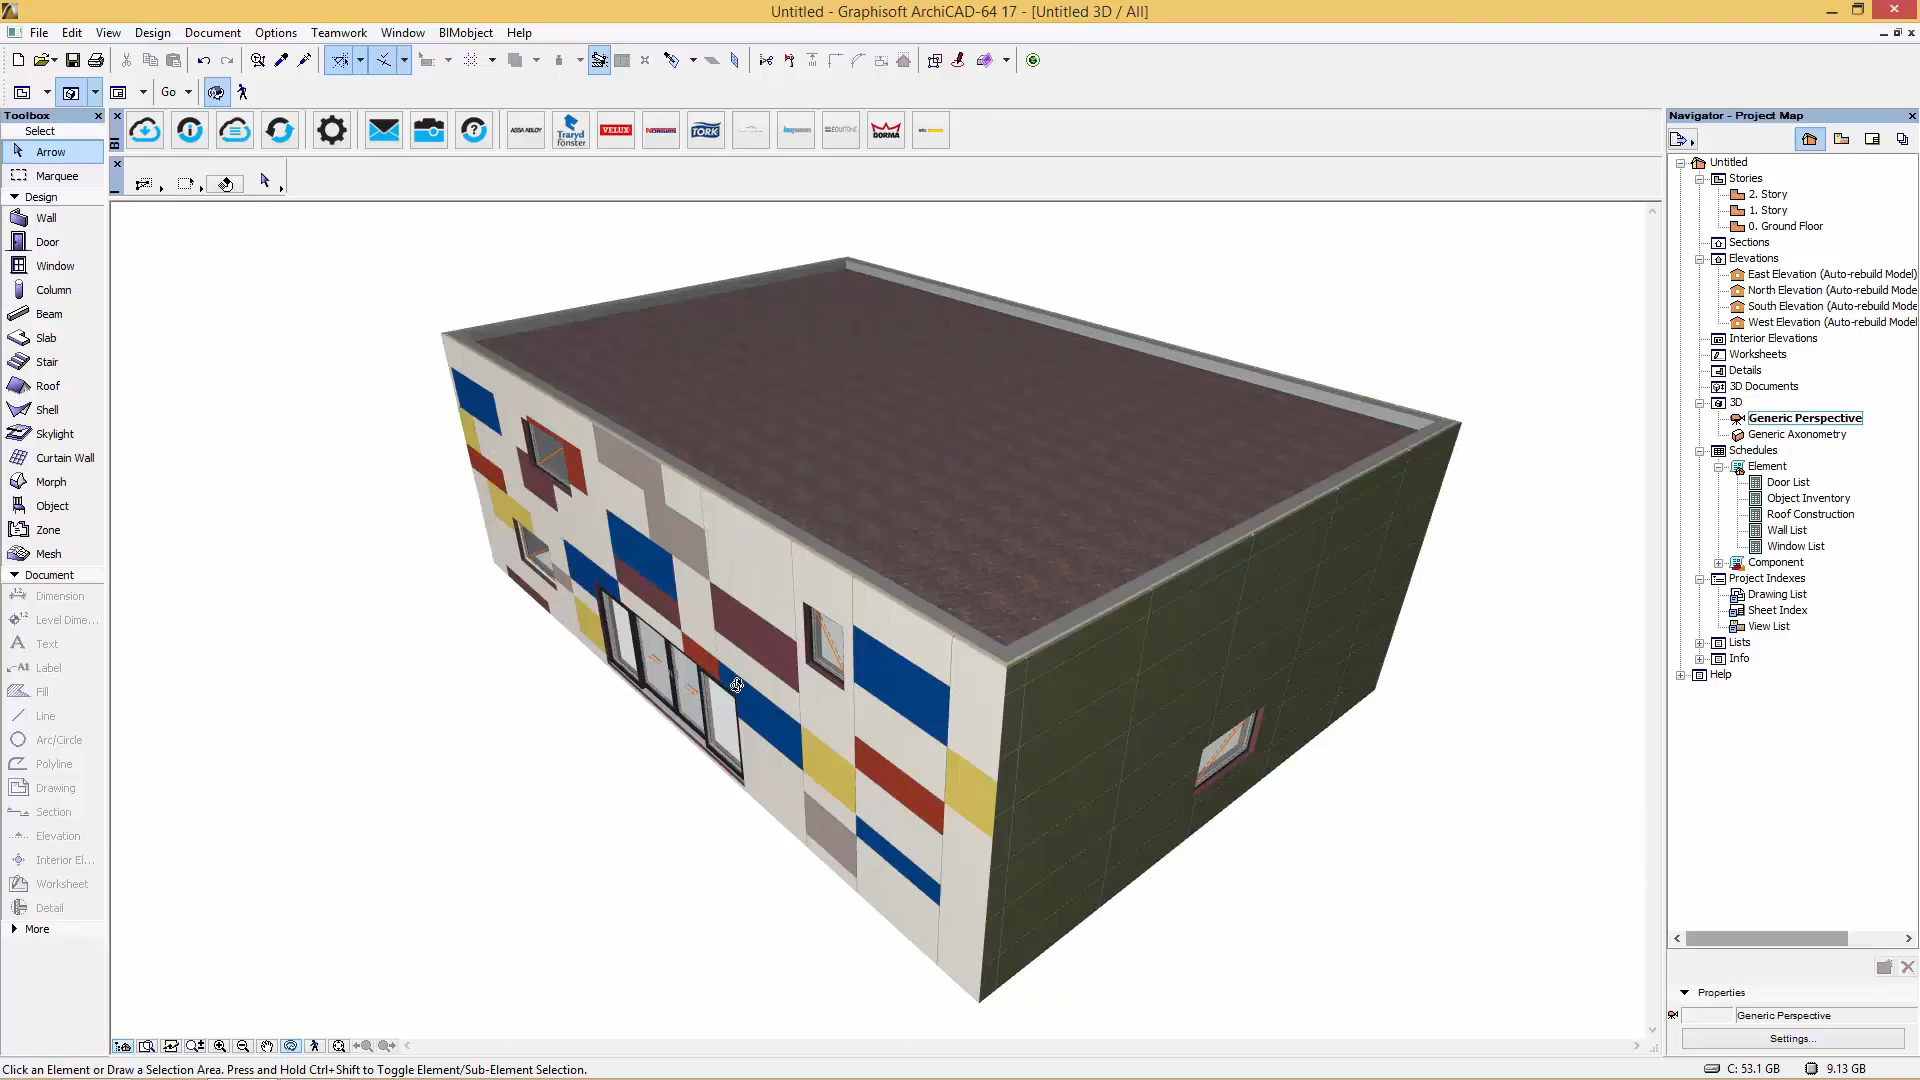 Untitled - Graphisoft ArchiCAD-64 17 - [Untitled 3D / All]
File Edit View Design Document Options Teamwork Window BIMobject Help
Go
Toolbox
Select
Arrow
Marquee
Design
Wall
Door
Window
Column
Beam
Slab
Stair
Roof
Shell
Skylight
Curtain Wall
Morph
Object
Zone
Mesh
Document
Dimension
Level Dime...
Text
Label
Fill
Line
Arc/Circle
Polyline
Drawing
Section
Elevation
Interior El...
Worksheet
Detail
More
ASSA ABLOY
Traryd fönster
VELUX
TORK
EQUITONE
DORMA
Navigator - Project Map
Untitled
Stories
2. Story
1. Story
0. Ground Floor
Sections
Elevations
East Elevation (Auto-rebuild Model)
North Elevation (Auto-rebuild Mode
South Elevation (Auto-rebuild Mode
West Elevation (Auto-rebuild Model
Interior Elevations
Worksheets
Details
3D Documents
3D
Generic Perspective
Generic Axonometry
Schedules
Element
Door List
Object Inventory
Roof Construction
Wall List
Window List
Component
Project Indexes
Drawing List
Sheet Index
View List
Lists
Info
Help
Properties
Generic Perspective
Settings...
Click an Element or Draw a Selection Area. Press and Hold Ctrl+Shift to Toggle Element/Sub-Element Selection.
C: 53.1 GB
9.13 GB